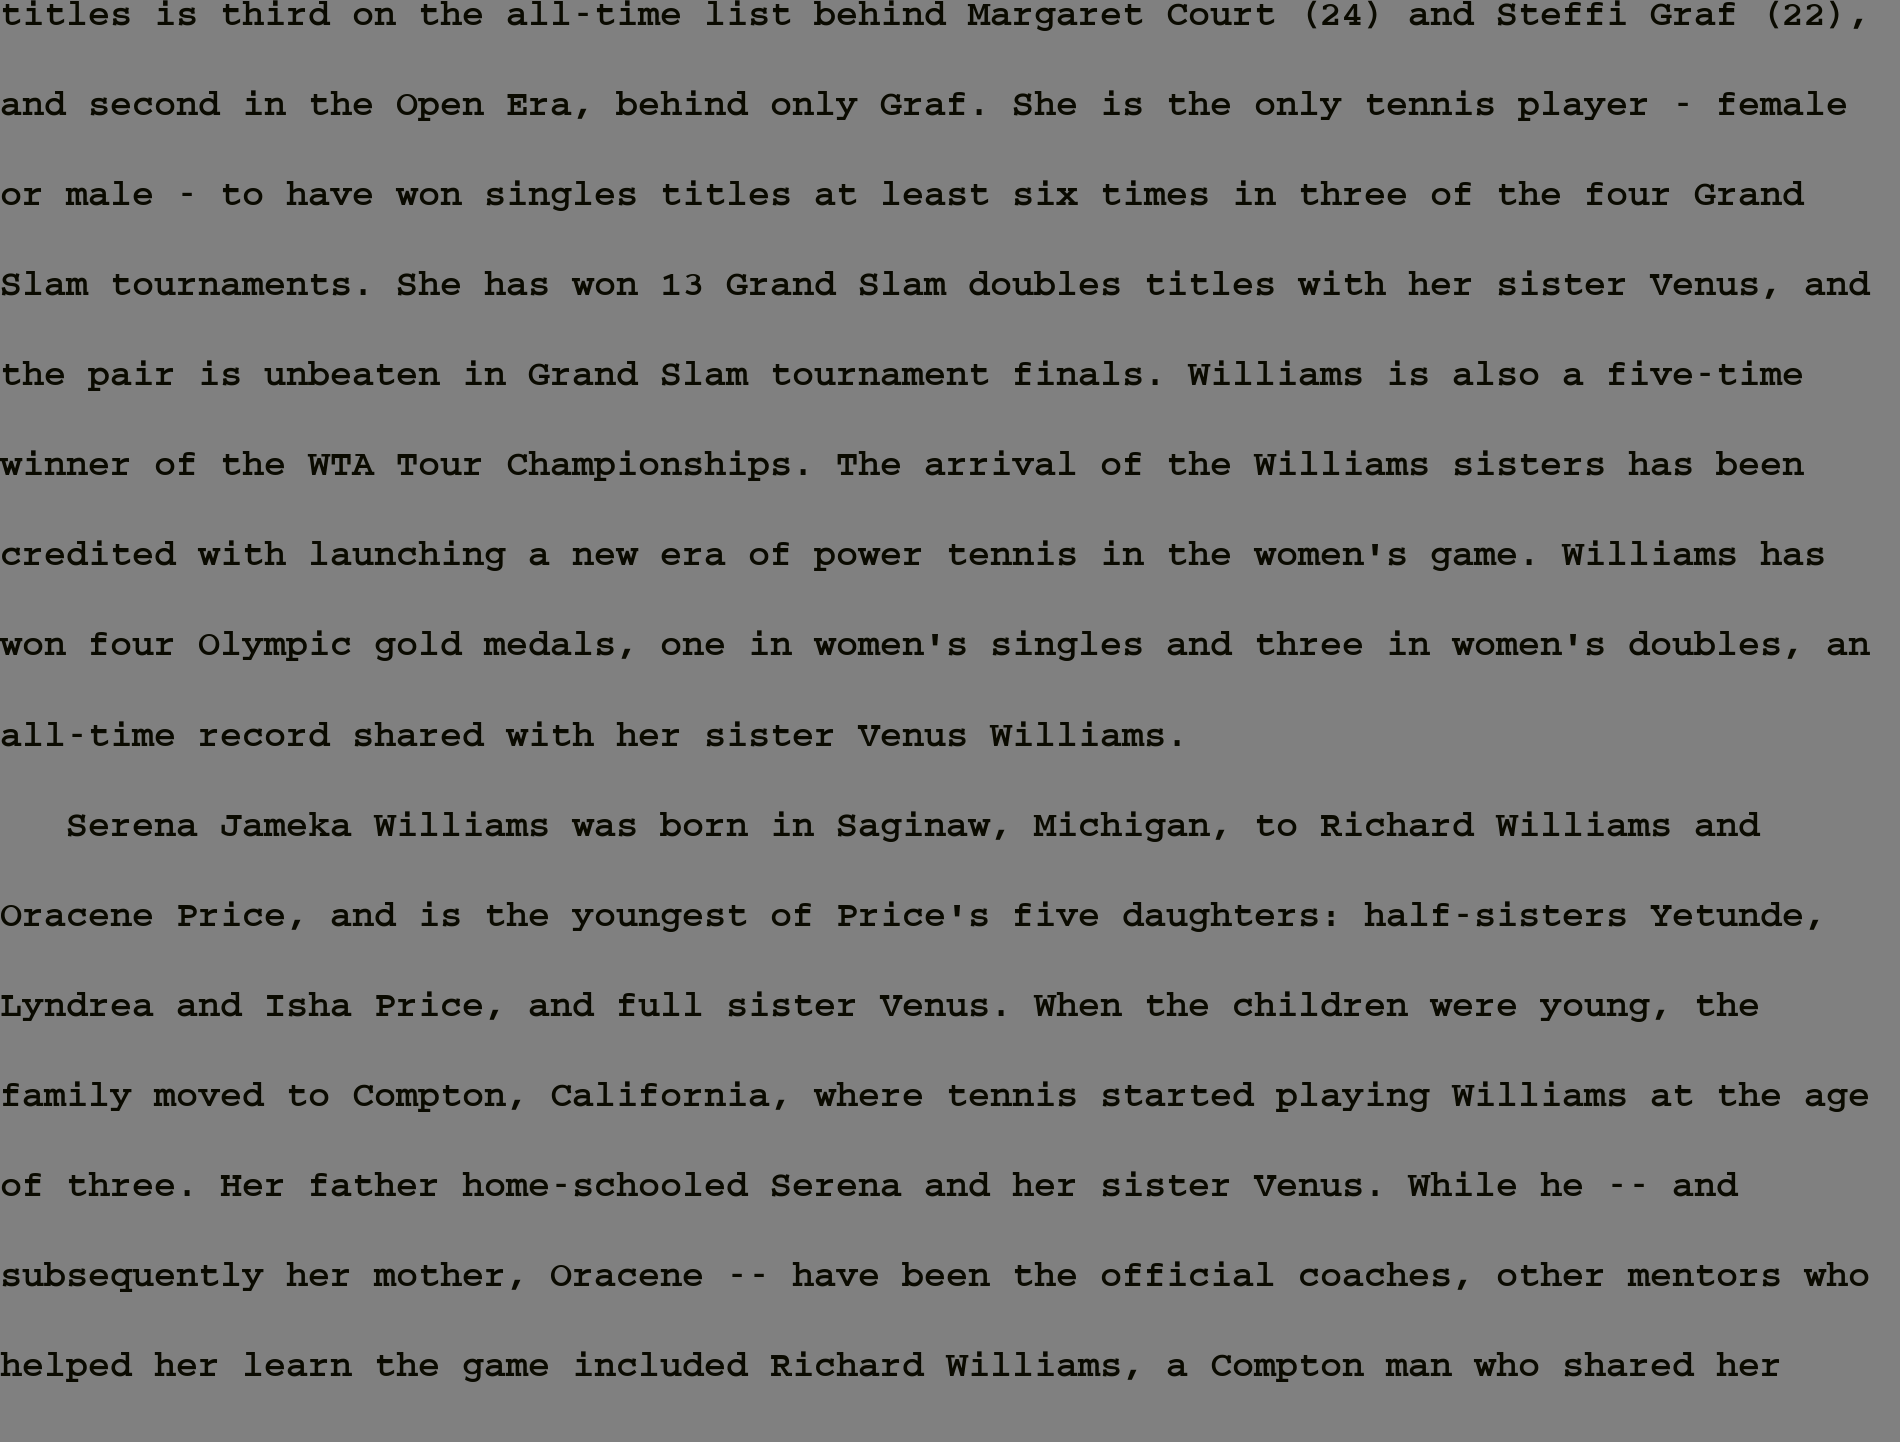 titles is third on the all-time list behind Margaret Court (24) and Steffi Graf (22),
and second in the Open Era, behind only Graf. She is the only tennis player - female
or male - to have won singles titles at least six times in three of the four Grand
Slam tournaments. She has won 13 Grand Slam doubles titles with her sister Venus, and
the pair is unbeaten in Grand Slam tournament finals. Williams is also a five-time
winner of the WTA Tour Championships. The arrival of the Williams sisters has been
credited with launching a new era of power tennis in the women's game. Williams has
won four Olympic gold medals, one in women's singles and three in women's doubles, an
all-time record shared with her sister Venus Williams.
Serena Jameka Williams was born in Saginaw, Michigan, to Richard Williams and
Oracene Price, and is the youngest of Price's five daughters: half-sisters Yetunde,
Lyndrea and Isha Price, and full sister Venus. When the children were young, the
family moved to Compton, California, where tennis started playing Williams at the age
of three. Her father home-schooled Serena and her sister Venus. While he -- and
subsequently her mother, Oracene -- have been the official coaches, other mentors who
helped her learn the game included Richard Williams, a Compton man who shared her